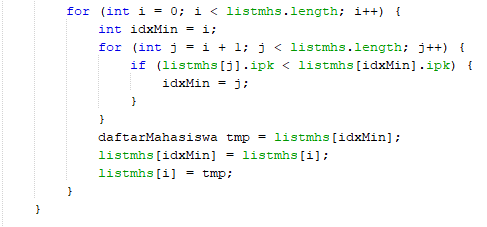 for (int i = 0; i < listmhs.length; i++) {
int idxMin = i;
for (int j = i + 1; j < listmhs.length; j++) {
if (listmhs[j].ipk < listmhs[idxMin].ipk) {
idxMin = j;
}
}
daftarMahasiswa tmp = listmhs[idxMin];
listmhs[idxMin] = listmhs[i];
listmhs[i] = tmp;
}
}